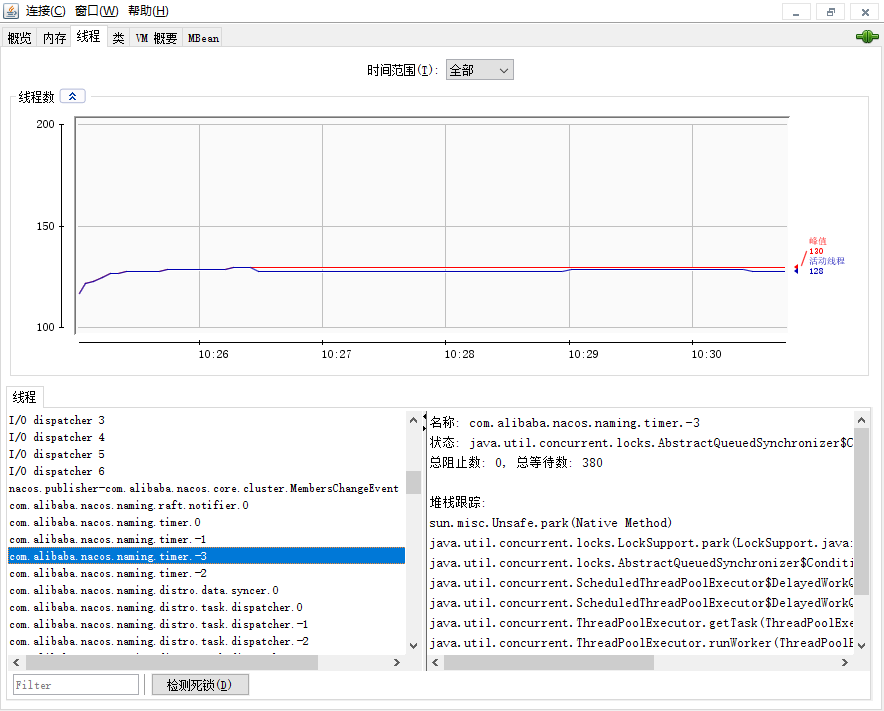 连接(C) 窗口(W) 帮助(H)
概览 内存 线程 类 VM 概要 MBean
时间范围(I): 全部
线程数
200
150
100
峰值
130
活动线程
128
10:26 10:27 10:28 10:29 10:30
线程
I/O dispatcher 3
I/O dispatcher 4
I/O dispatcher 5
I/O dispatcher 6
nacos.publisher-com.alibaba.nacos.core.cluster.MembersChangeEvent
com.alibaba.nacos.naming.raft.notifier.0
com.alibaba.nacos.naming.timer.0
com.alibaba.nacos.naming.timer.-1
com.alibaba.nacos.naming.timer.-3
com.alibaba.nacos.naming.timer.-2
com.alibaba.nacos.naming.distro.data.syncer.0
com.alibaba.nacos.naming.distro.task.dispatcher.0
com.alibaba.nacos.naming.distro.task.dispatcher.-1
com.alibaba.nacos.naming.distro.task.dispatcher.-2
名称: com.alibaba.nacos.naming.timer.-3
状态: java.util.concurrent.locks.AbstractQueuedSynchronizer$C
总阻止数: 0, 总等待数: 380
堆栈跟踪:
sun.misc.Unsafe.park(Native Method)
java.util.concurrent.locks.LockSupport.park(LockSupport.java:
java.util.concurrent.locks.AbstractQueuedSynchronizer$Conditi
java.util.concurrent.ScheduledThreadPoolExecutor$DelayedWorkQ
java.util.concurrent.ScheduledThreadPoolExecutor$DelayedWorkQ
java.util.concurrent.ThreadPoolExecutor.getTask(ThreadPoolExe
java.util.concurrent.ThreadPoolExecutor.runWorker(ThreadPoolE
Filter
检测死锁(D)